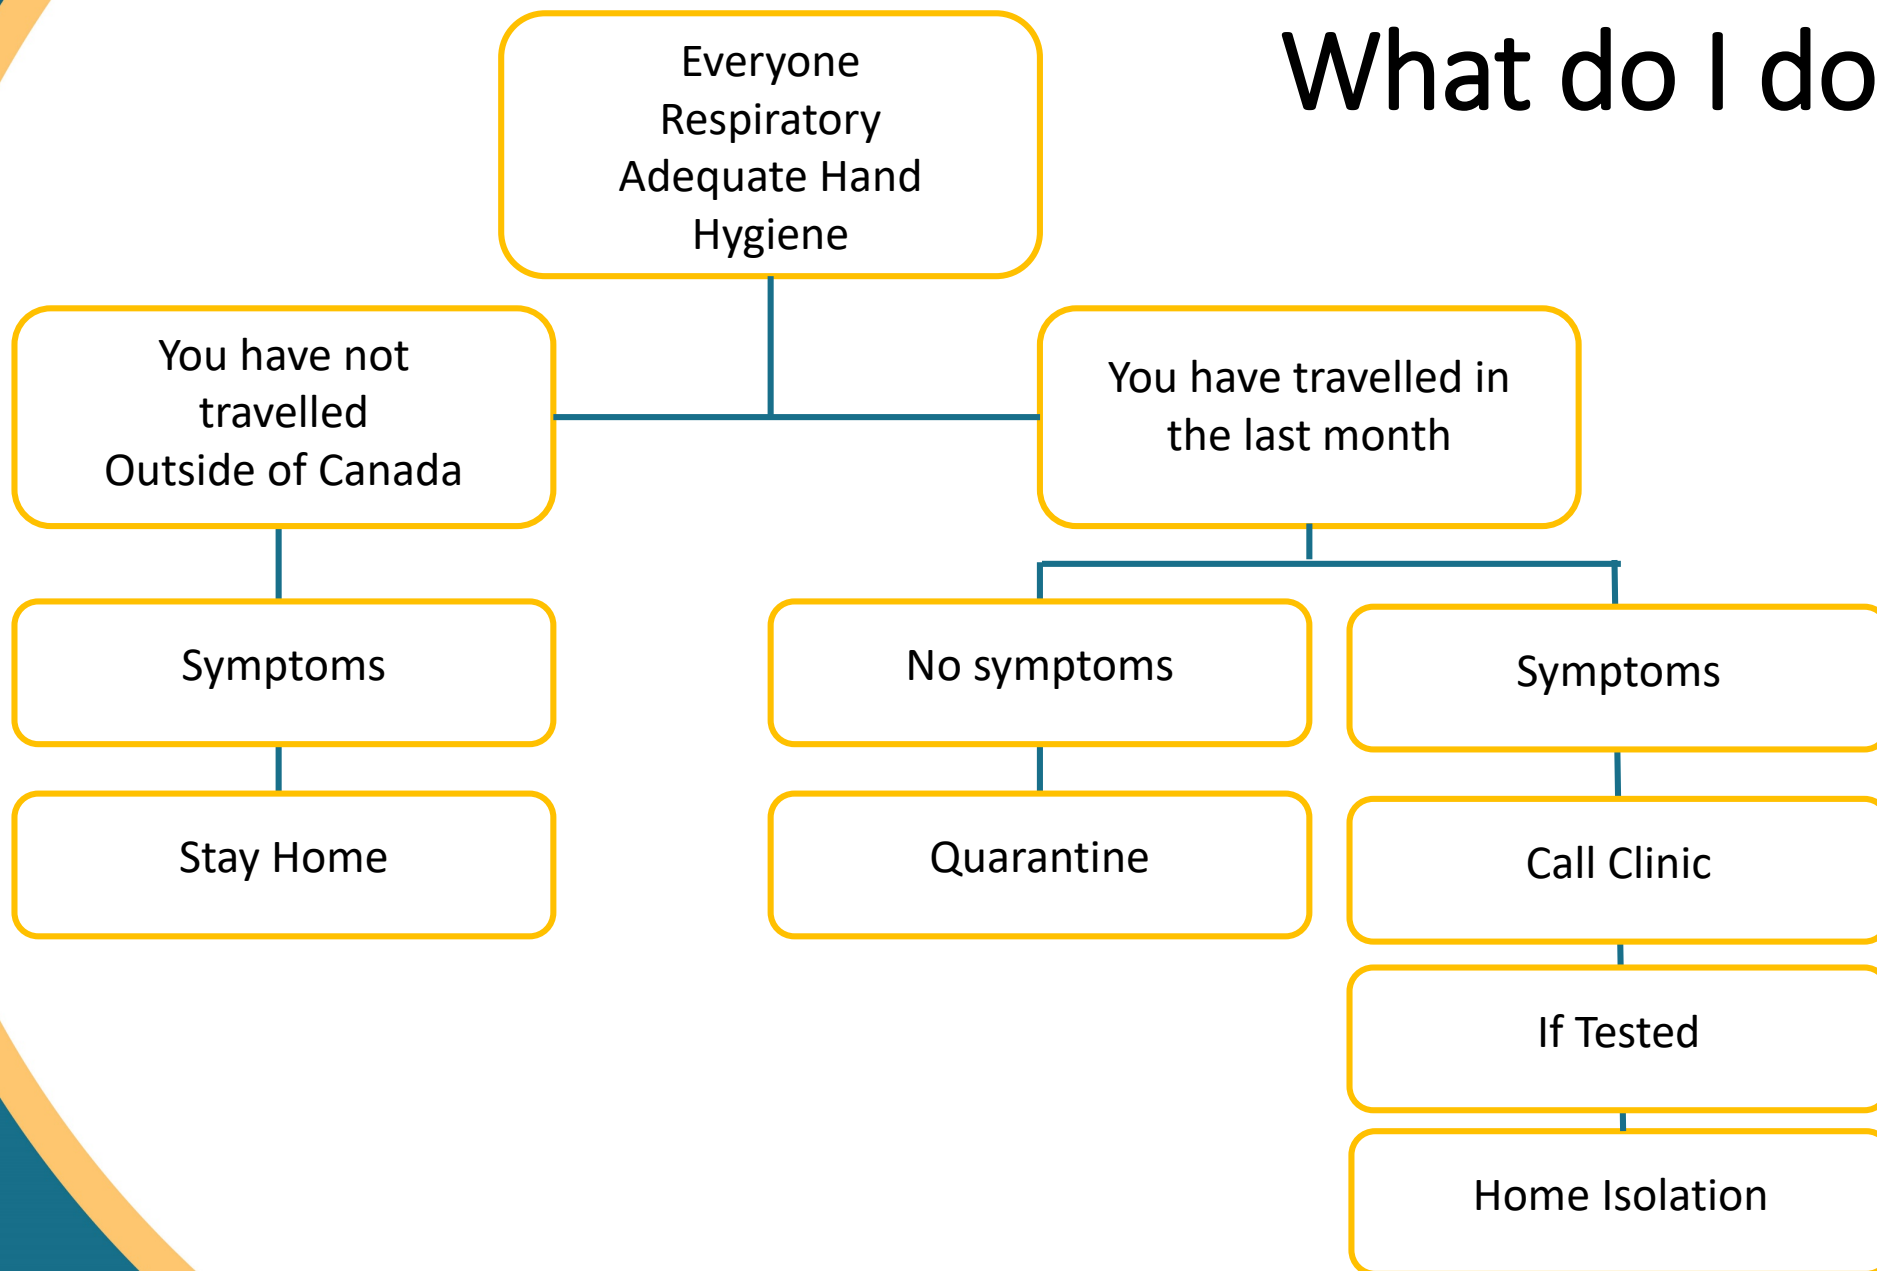 What do I do
Everyone
Respiratory
Adequate Hand
Hygiene
You have not
travelled
Outside of Canada
You have travelled in
the last month
Symptoms
No symptoms
Symptoms
Stay Home
Quarantine
Call Clinic
If Tested
Home Isolation